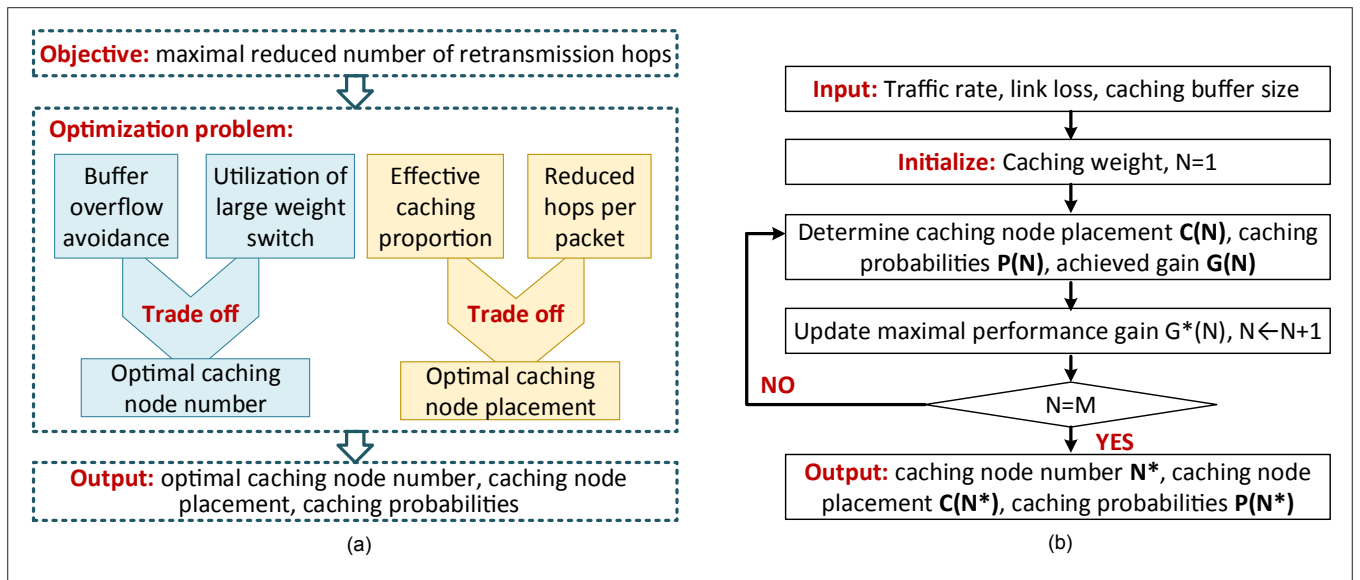 Objective: maximal reduced number of retransmission hops
Optimization problem:
Buffer
overflow
avoidance
Utilization of
large weight
switch
Trade off
Optimal caching
node number
Effective
caching
proportion
Reduced
hops per
packet
Trade off
Optimal caching
node placement
Output: optimal caching node number, caching node
placement, caching probabilities
(a)
Input: Traffic rate, link loss, caching buffer size
Initialize: Caching weight, N=1
Determine caching node placement C(N), caching
probabilities P(N), achieved gain G(N)
Update maximal performance gain G*(N), N←N+1
NO
N=M
YES
Output: caching node number N*, caching node
placement C(N*), caching probabilities P(N*)
(b)